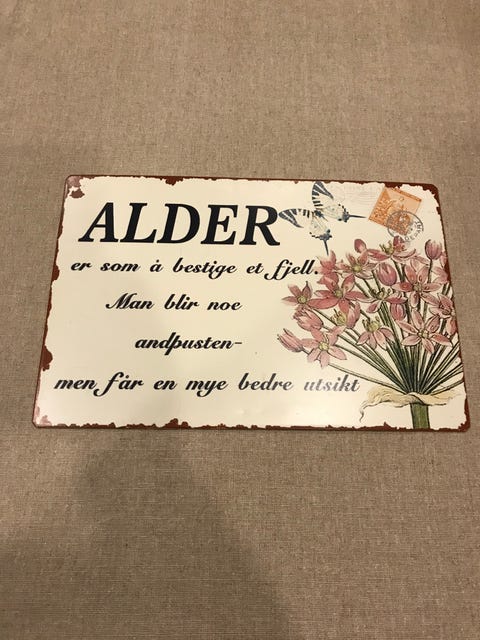 ALDER
er som å bestige et fjell.
Man blir noe
andpusten-
men får en mye bedre utsikt